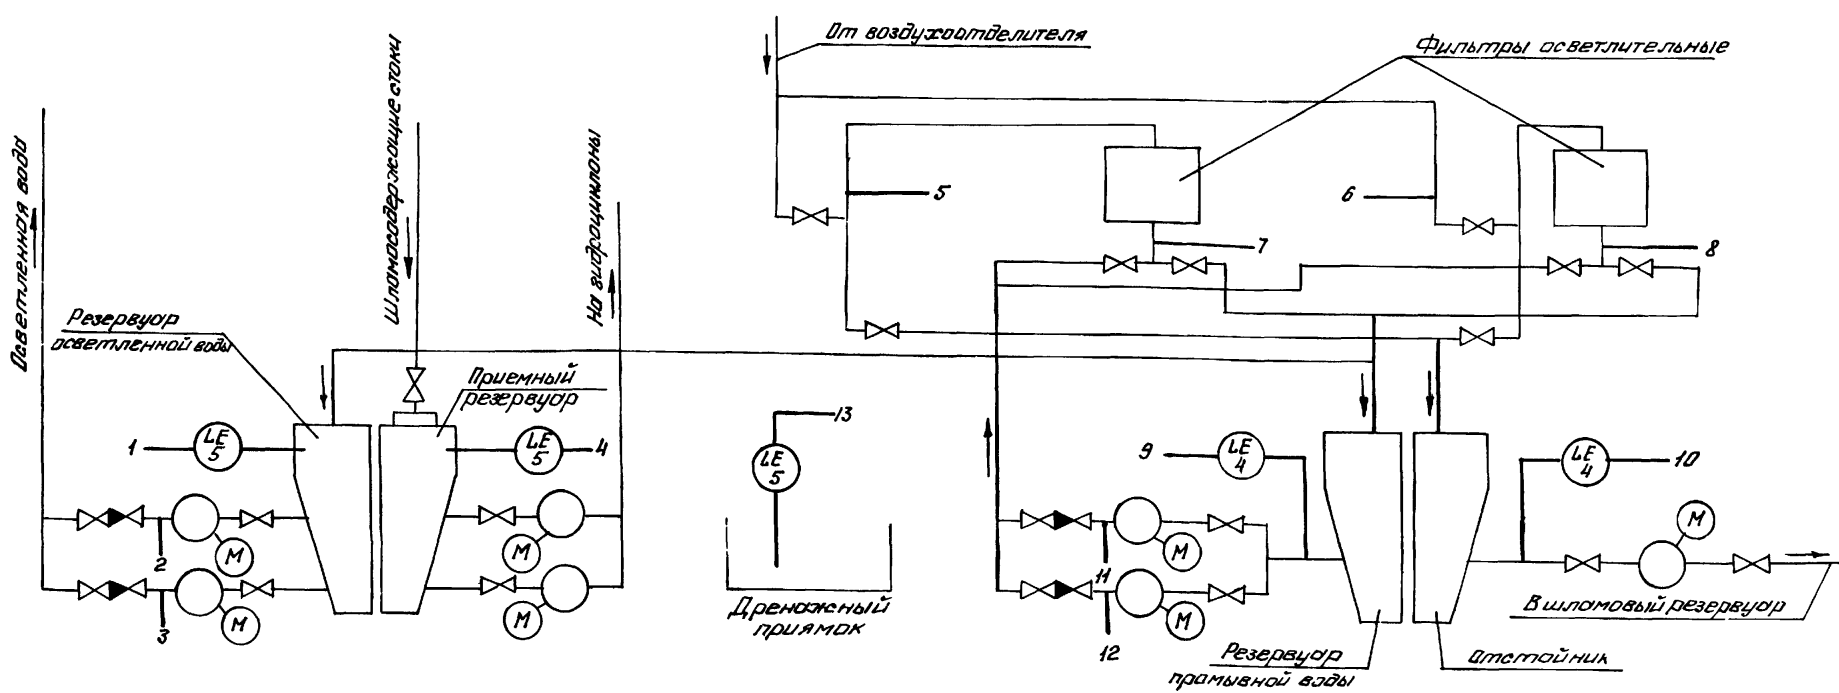 От воздухоотделителя
Фильтры осветлительные
Осветленная вода
Шламосодержащие стоки
На гидроциклоны
Резервуар
осветленной воды
Приемный
резервуар
5
6
7
8
1
LE
5
LE
5
4
13
LE
5
9
LE
4
LE
4
10
2
M
M
11
M
M
3
M
M
12
M
Дренажный
приямок
В шламовый резервуар
Резервуар
промывной воды
Отстойник